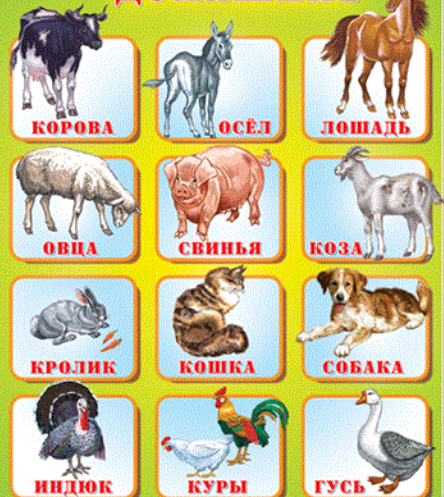 КОРОВА
ОСЁЛ
ЛОШАДЬ
ОВЦА
СВИНЬЯ
КОЗА
КРОЛИК
КОШКА
СОБАКА
ИНДЮК
КУРЫ
ГУСЬ